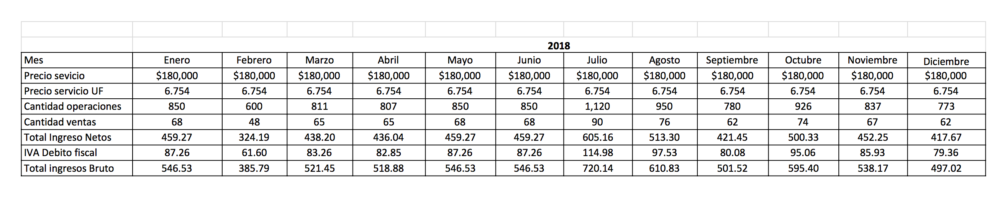 2018
Mes Enero Febrero Marzo Abril Mayo Junio Julio Agosto Septiembre Octubre Noviembre Diciembre
Precio sevicio $180,000 $180,000 $180,000 $180,000 $180,000 $180,000 $180,000 $180,000 $180,000 $180,000 $180,000 $180,000
Precio servicio UF 6.754 6.754 6.754 6.754 6.754 6.754 6.754 6.754 6.754 6.754 6.754 6.754
Cantidad operaciones 850 600 811 807 850 850 1,120 950 780 926 837 773
Cantidad ventas 68 48 65 65 68 68 90 76 62 74 67 62
Total Ingreso Netos 459.27 324.19 438.20 436.04 459.27 459.27 605.16 513.30 421.45 500.33 452.25 417.67
IVA Debito fiscal 87.26 61.60 83.26 82.85 87.26 87.26 114.98 97.53 80.08 95.06 85.93 79.36
Total ingresos Bruto 546.53 385.79 521.45 518.88 546.53 546.53 720.14 610.83 501.52 595.40 538.17 497.02